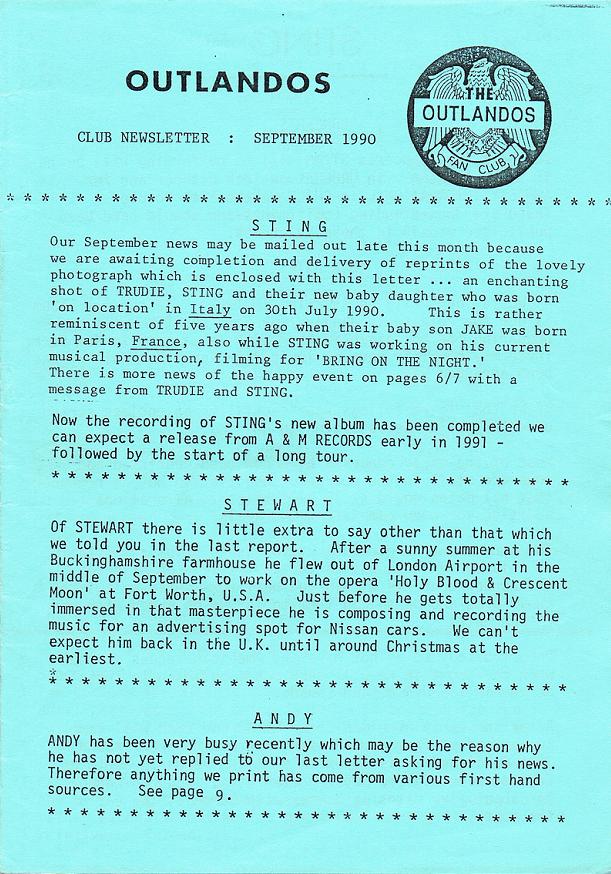 OUTLANDOS
THE
OUTLANDOS
FAN CLUB
CLUB NEWSLETTER : SEPTEMBER 1990
* * * * * * * * * * * * * * * * * * * * * * * * * * * * * * * * * * *
STING
Our September news may be mailed out late this month because
we are awaiting completion and delivery of reprints of the lovely
photograph which is enclosed with this letter ... an enchanting
shot of TRUDIE, STING and their new baby daughter who was born
'on location' in Italy on 30th July 1990. This is rather
reminiscent of five years ago when their baby son JAKE was born
in Paris, France, also while STING was working on his current
musical production, filming for 'BRING ON THE NIGHT.'
There is more news of the happy event on pages 6/7 with a
message from TRUDIE and STING.
Now the recording of STING's new album has been completed we
can expect a release from A & M RECORDS early in 1991 -
followed by the start of a long tour.
* * * * * * * * * * * * * * * * * * * * * * * * * * * * * *
STEWART
Of STEWART there is little extra to say other than that which
we told you in the last report. After a sunny summer at his
Buckinghamshire farmhouse he flew out of London Airport in the
middle of September to work on the opera 'Holy Blood & Crescent
Moon' at Fort Worth, U.S.A. Just before he gets totally
immersed in that masterpiece he is composing and recording the
music for an advertising spot for Nissan cars. We can't
expect him back in the U.K. until around Christmas at the
earliest.
* * * * * * * * * * * * * * * * * * * * * * * * * * * * * *
ANDY
ANDY has been very busy recently which may be the reason why
he has not yet replied to our last letter asking for his news.
Therefore anything we print has come from various first hand
sources. See page 9.
* * * * * * * * * * * * * * * * * * * * * * * * * * * * * *